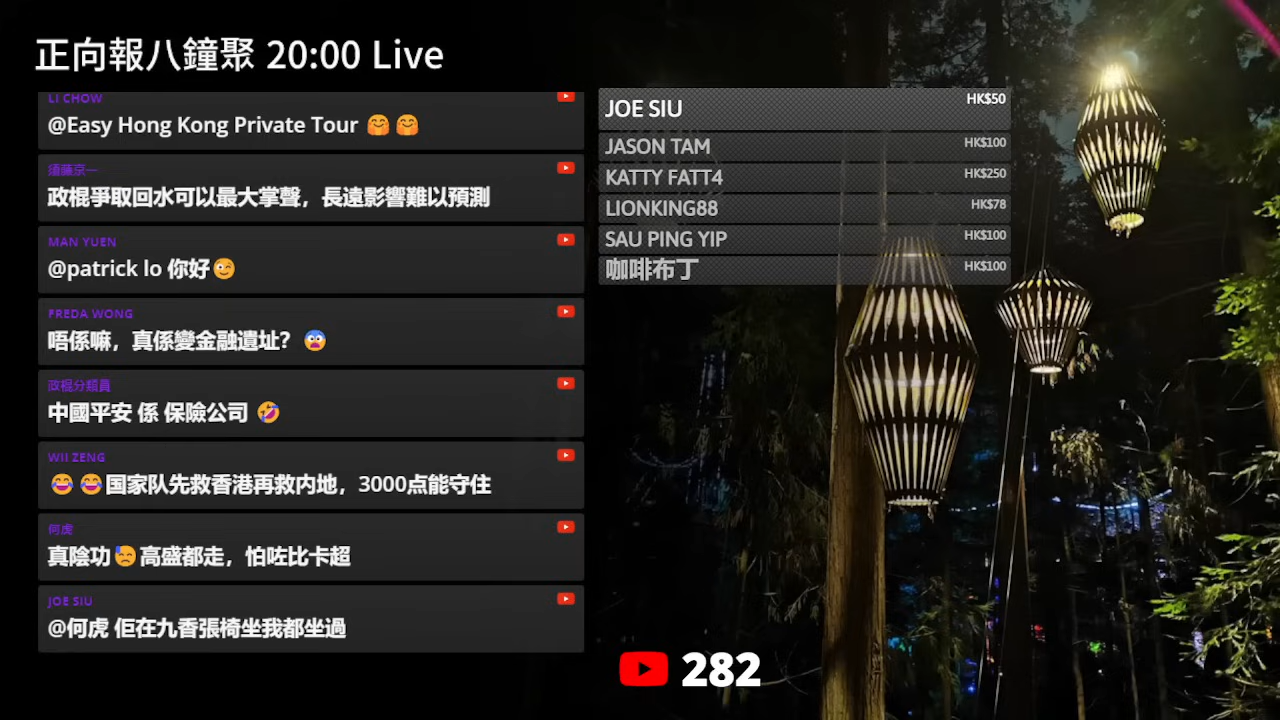 正向報八鐘聚 20:00 Live
LI CHOW
@Easy Hong Kong Private Tour 🤗 🤗
須藤京一
政棍爭取回水可以最大掌聲，長遠影響難以預測
MAN YUEN
@patrick lo 你好😉
FREDA WONG
唔係嘛，真係變金融遺址? 😨
政棍分類員
中國平安 係 保險公司 🤣
WII ZENG
😂 😂国家队先救香港再救内地，3000点能守住
何虎
真陰功😓高盛都走，怕咗比卡超
JOE SIU
@何虎 佢在九香張椅坐我都坐過
JOE SIU HK$50
JASON TAM HK$100
KATTY FATT4 HK$250
LIONKING88 HK$78
SAU PING YIP HK$100
咖啡布丁 HK$100
282